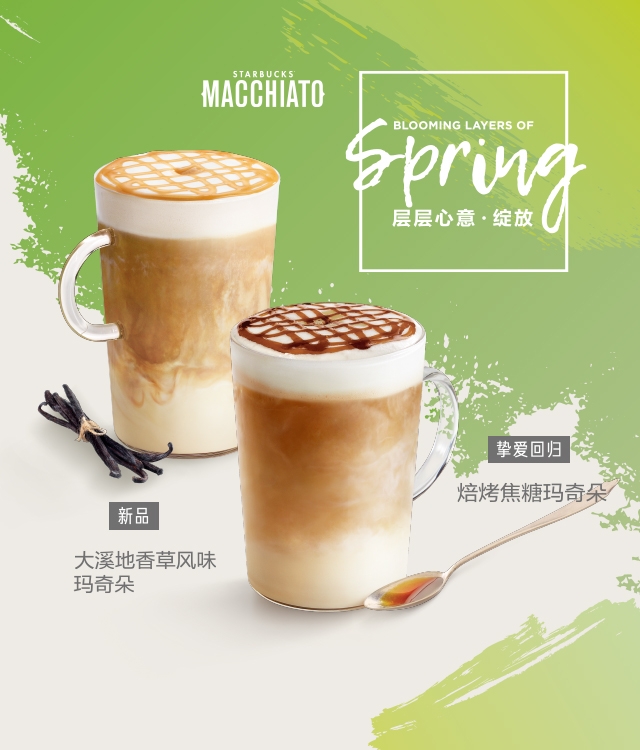 STARBUCKS
MACCHIATO
BLOOMING LAYERS OF
Spring
层层心意·绽放
挚爱回归
焙烤焦糖玛奇朵
新品
大溪地香草风味
玛奇朵